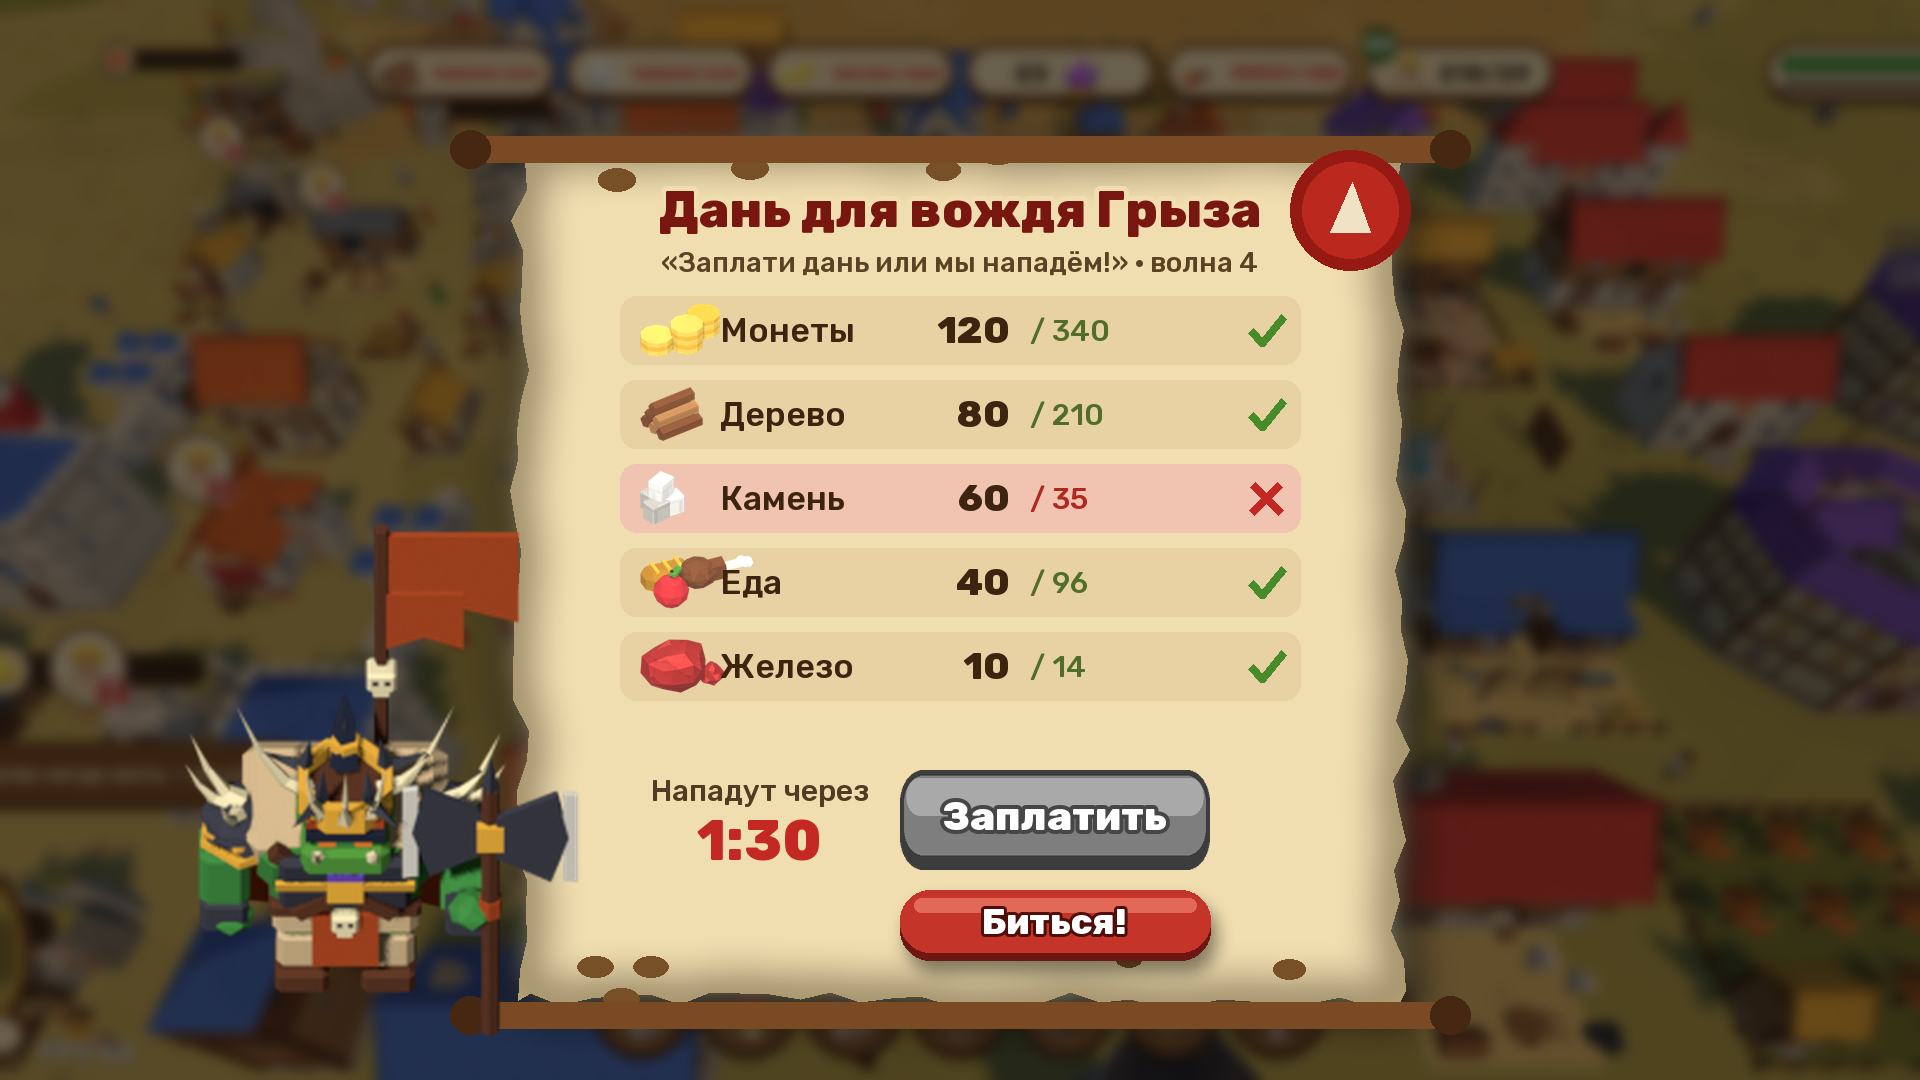 Дань для вождя Грыза
«Заплати дань или мы нападём!» • волна 4
Монеты 120 / 340
Дерево 80 / 210
Камень 60 / 35
Еда 40 / 96
Железо 10 / 14
Нападут через
1:30
Заплатить
Биться!